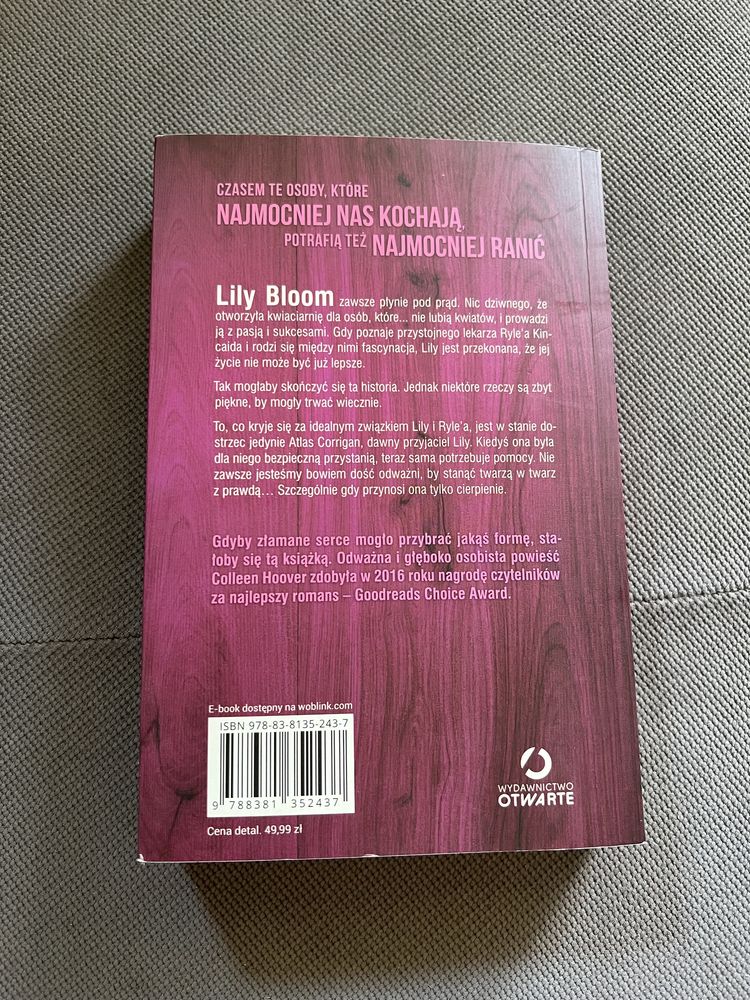 CZASEM TE OSOBY, KTÓRE
NAJMOCNIEJ NAS KOCHAJĄ,
POTRAFIĄ TEŻ NAJMOCNIEJ RANIĆ
Lily Bloom zawsze płynie pod prąd. Nic dziwnego, że
otworzyła kwiaciarnię dla osób, które... nie lubią kwiatów, i prowadzi
ją z pasją i sukcesami. Gdy poznaje przystojnego lekarza Ryle'a Kin-
caida i rodzi się między nimi fascynacja, Lily jest przekonana, że jej
życie nie może być już lepsze.
Tak mogłaby skończyć się ta historia. Jednak niektóre rzeczy są zbyt
piękne, by mogły trwać wiecznie.
To, co kryje się za idealnym związkiem Lily i Ryle'a, jest w stanie do-
strzec jedynie Atlas Corrigan, dawny przyjaciel Lily. Kiedyś ona była
dla niego bezpieczną przystanią, teraz sama potrzebuje pomocy. Nie
zawsze jesteśmy bowiem dość odważni, by stanąć twarzą w twarz
z prawdą... Szczególnie gdy przynosi ona tylko cierpienie.
Gdyby złamane serce mogło przybrać jakąś formę, sta-
łoby się tą książką. Odważna i głęboko osobista powieść
Colleen Hoover zdobyła w 2016 roku nagrodę czytelników
za najlepszy romans – Goodreads Choice Award.
E-book dostępny na woblink.com
ISBN 978-83-8135-243-7
9 788381 352437
Cena detal. 49,99 zł
WYDAWNICTWO
OTWARTE